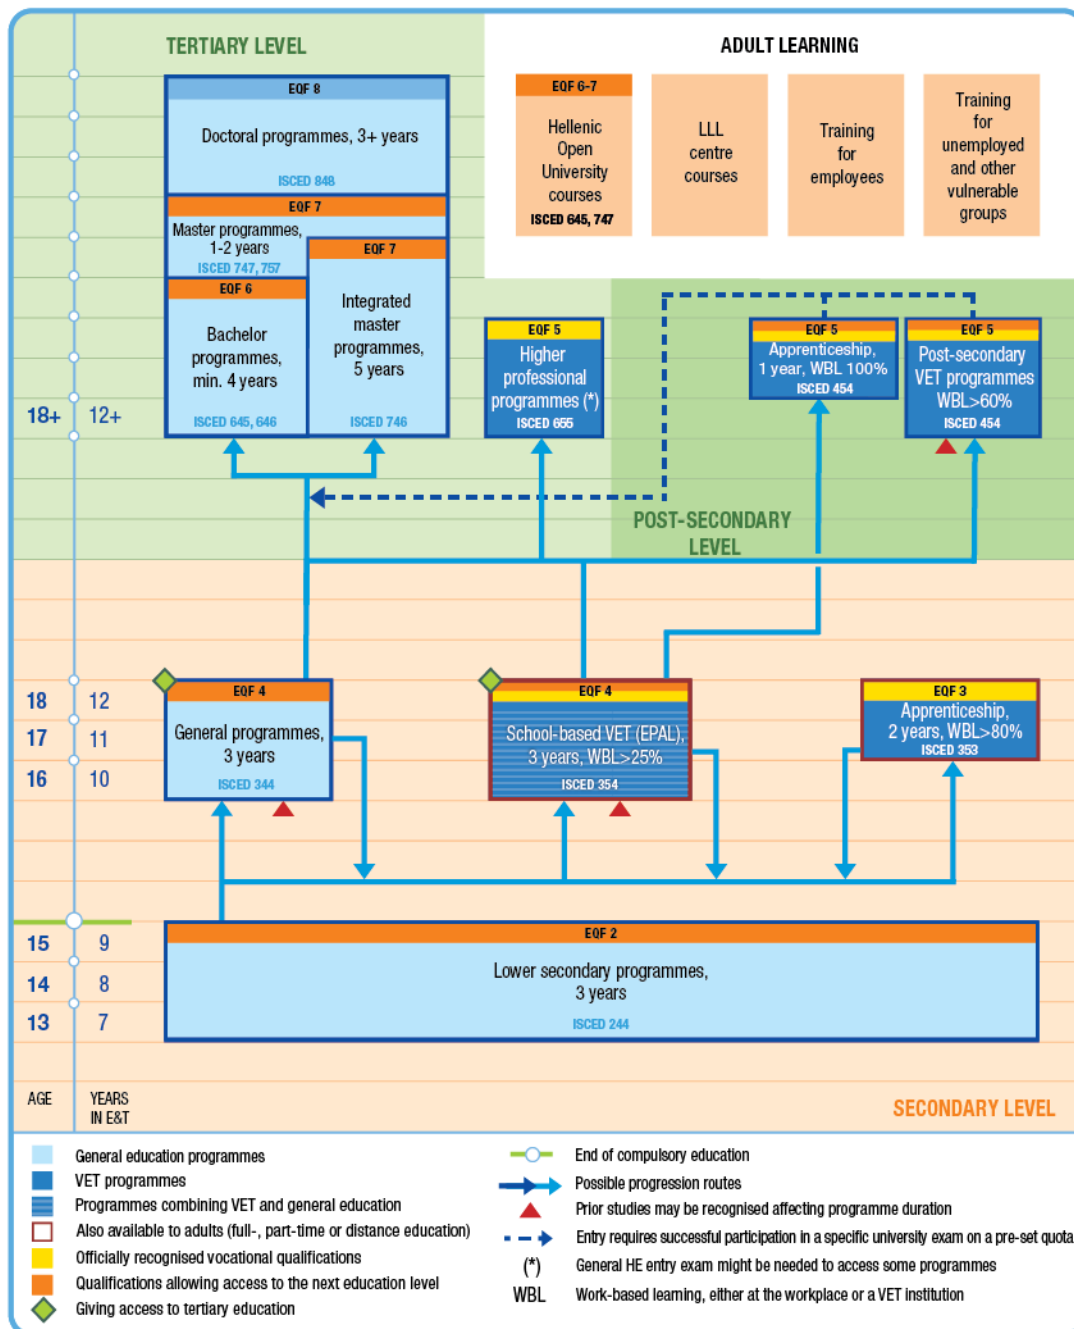 TERTIARY LEVEL
ADULT LEARNING
EQF 8
Doctoral programmes, 3+ years
ISCED 848
EQF 7
Master programmes,
1-2 years
ISCED 747, 757
EQF 6
Bachelor
programmes,
min. 4 years
ISCED 645, 646
EQF 7
Integrated
master
programmes,
5 years
ISCED 746
EQF 6-7
Hellenic
Open
University
courses
ISCED 645, 747
LLL
centre
courses
Training
for
employees
Training
for
unemployed
and other
vulnerable
groups
EQF 5
Higher
professional
programmes (*)
ISCED 655
EQF 5
Apprenticeship,
1 year, WBL 100%
ISCED 454
EQF 5
Post-secondary
VET programmes
WBL>60%
ISCED 454
18+ 12+
POST-SECONDARY
LEVEL
EQF 4
General programmes,
3 years
ISCED 344
EQF 4
School-based VET (EPAL),
3 years, WBL>25%
ISCED 354
EQF 3
Apprenticeship,
2 years, WBL>80%
ISCED 353
18 12
17 11
16 10
EQF 2
Lower secondary programmes,
3 years
ISCED 244
15 9
14 8
13 7
AGE
YEARS
IN E&T
SECONDARY LEVEL
General education programmes
VET programmes
Programmes combining VET and general education
Also available to adults (full-, part-time or distance education)
Officially recognised vocational qualifications
Qualifications allowing access to the next education level
Giving access to tertiary education
End of compulsory education
Possible progression routes
Prior studies may be recognised affecting programme duration
Entry requires successful participation in a specific university exam on a pre-set quota
(*) General HE entry exam might be needed to access some programmes
WBL Work-based learning, either at the workplace or a VET institution